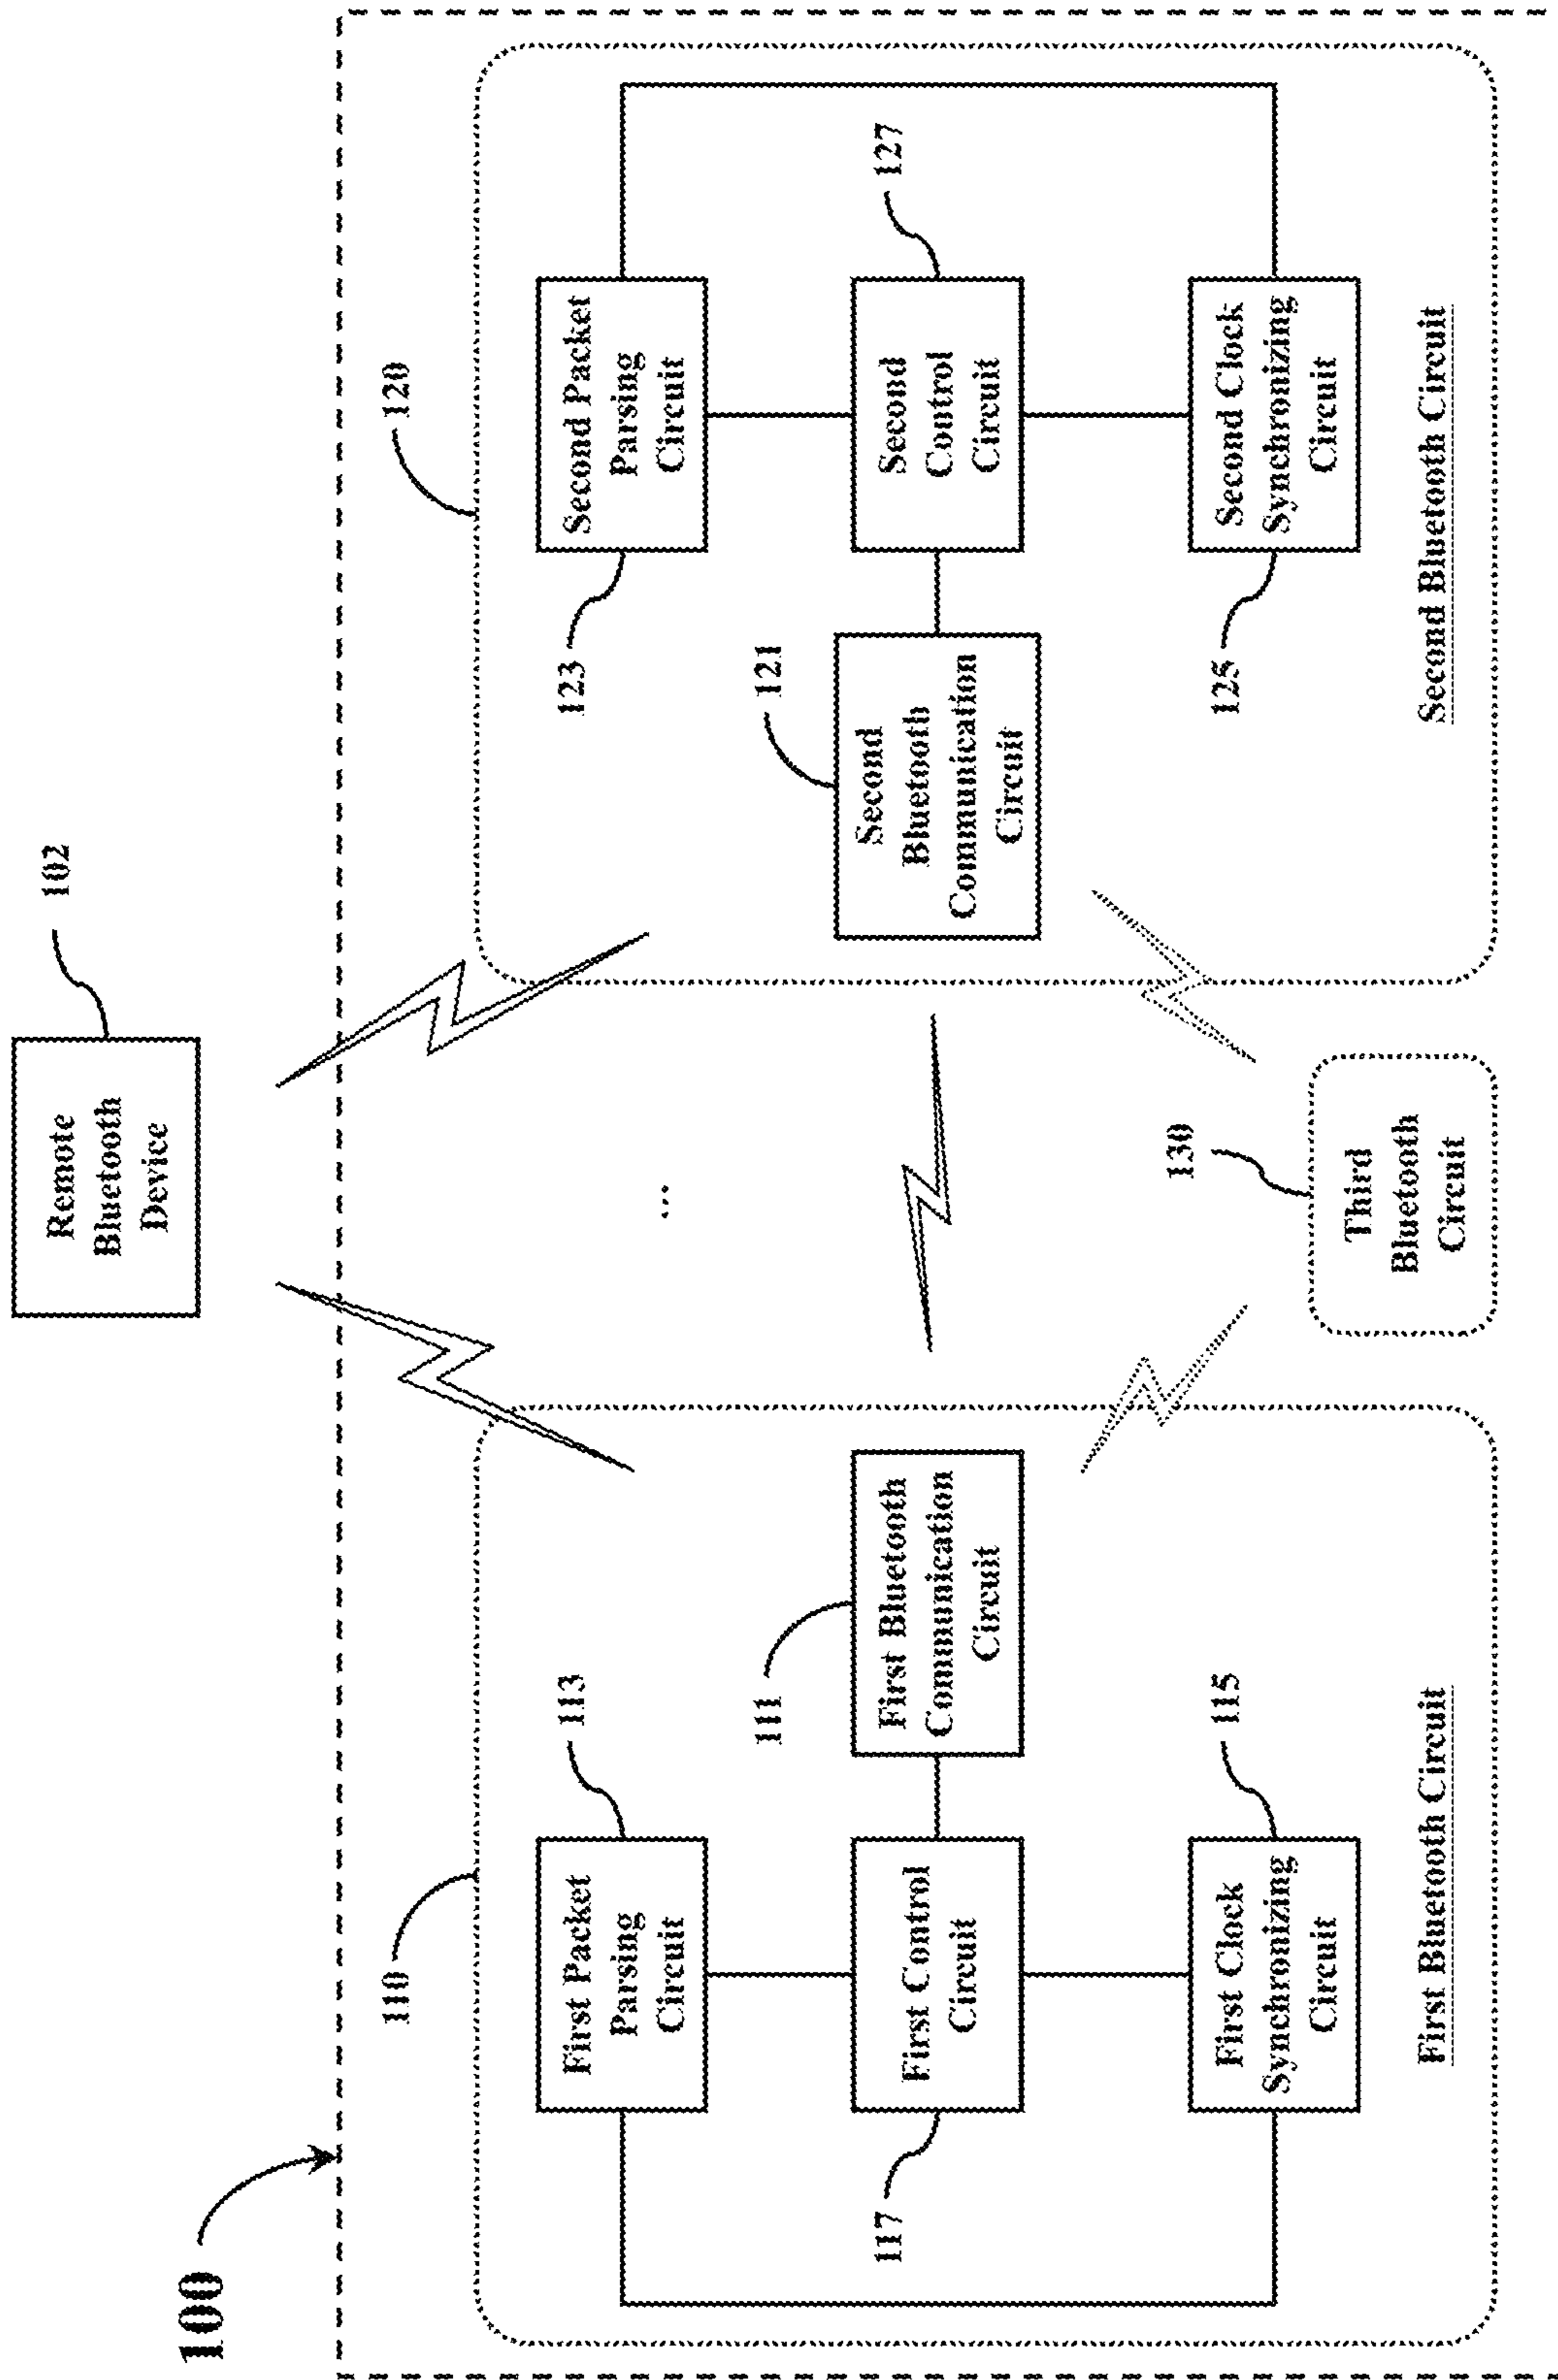 100
Remote
Bluetooth
Device
102
110
120
First Packet
Parsing
Circuit
113
First Control
Circuit
117
First Bluetooth
Communication
Circuit
111
First Clock
Synchronizing
Circuit
115
First Bluetooth Circuit
...
Second Packet
Parsing
Circuit
123
Second
Bluetooth
Communication
Circuit
121
Second
Control
Circuit
127
Second Clock
Synchronizing
Circuit
125
Second Bluetooth Circuit
Third
Bluetooth
Circuit
130